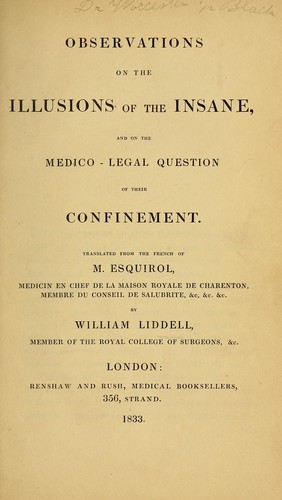 OBSERVATIONS
ON THE
ILLUSIONS OF THE INSANE,
AND ON THE
MEDICO - LEGAL QUESTION
OF THEIR
CONFINEMENT.
TRANSLATED FROM THE FRENCH OF
M. ESQUIROL,
MEDICIN EN CHEF DE LA MAISON ROYALE DE CHARENTON,
MEMBRE DU CONSEIL DE SALUBRITE, &c, &c. &c.
BY
WILLIAM LIDDELL,
MEMBER OF THE ROYAL COLLEGE OF SURGEONS, &c.
LONDON:
RENSHAW AND RUSH, MEDICAL BOOKSELLERS,
356, STRAND.
1833.